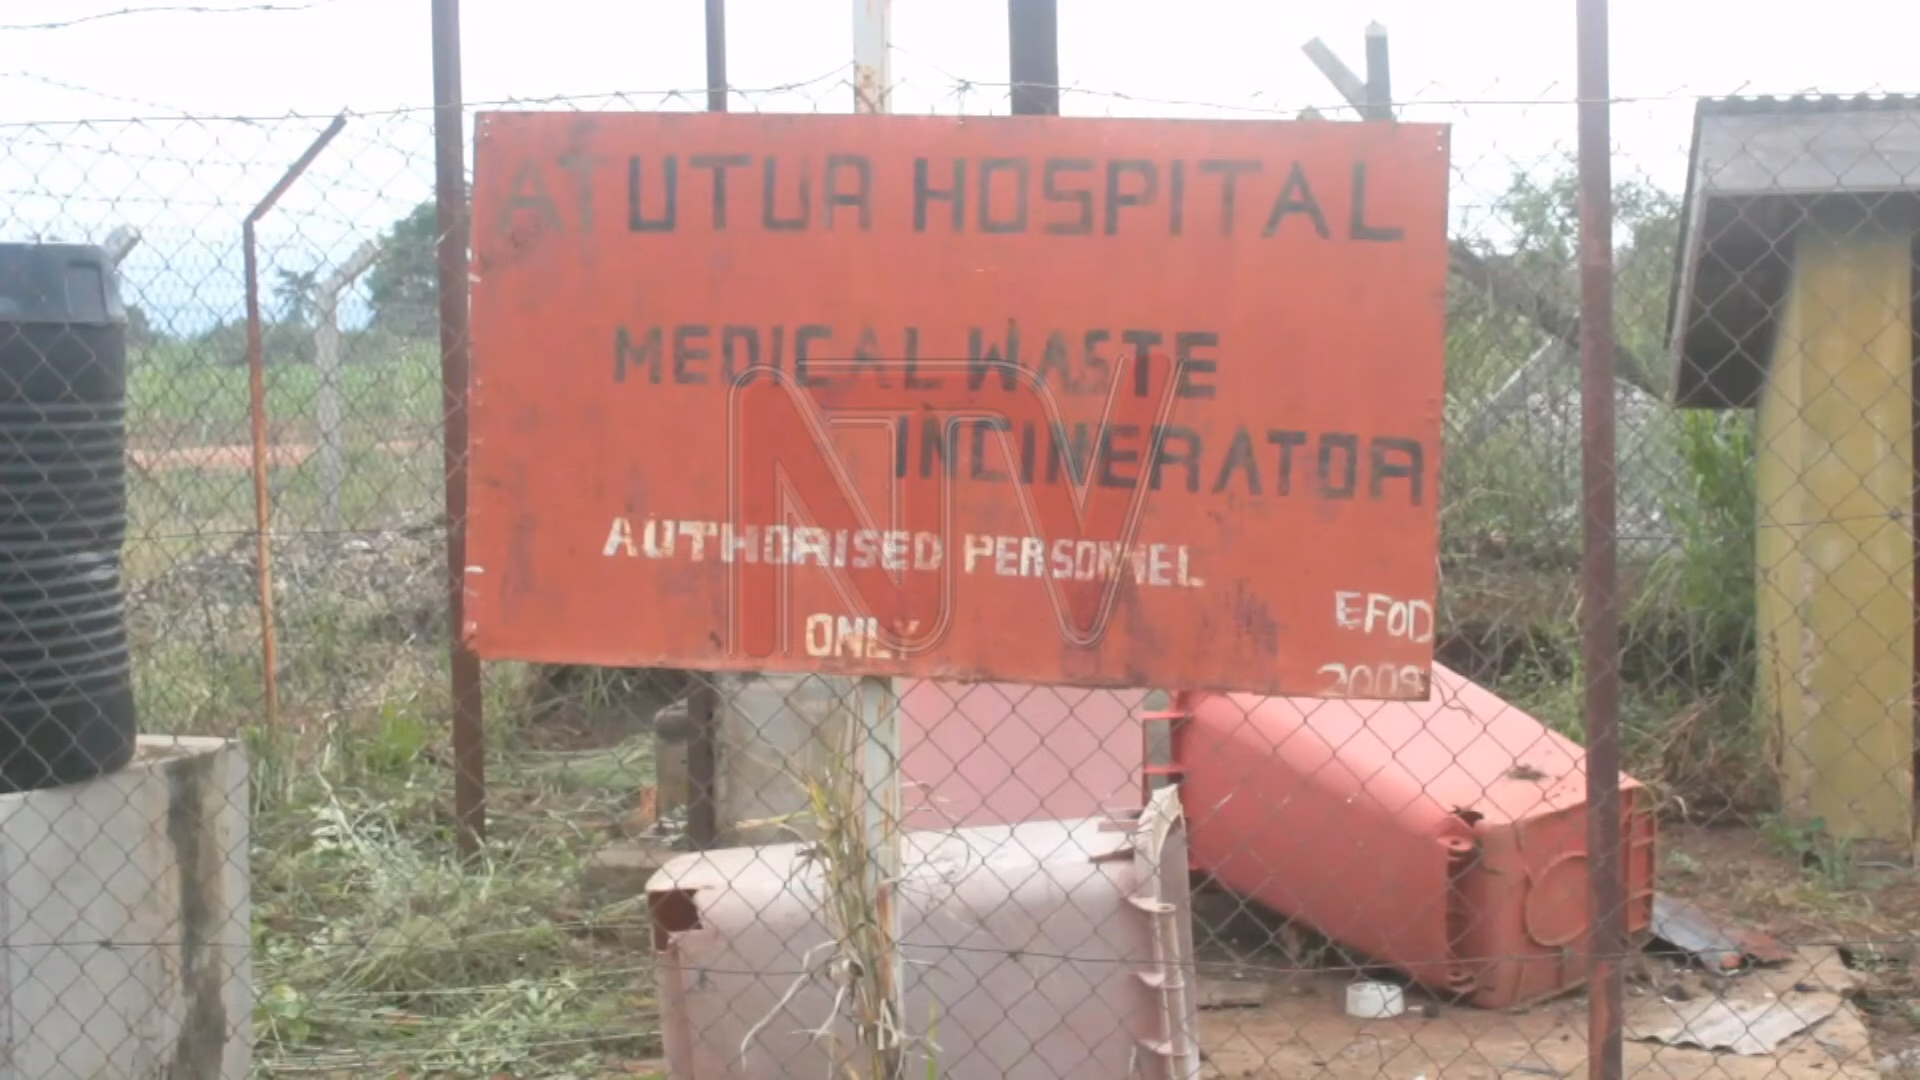 ATUTUR HOSPITAL
MEDICAL WASTE
INCINERATOR
AUTHORISED PERSONNEL
ONLY
EFOD
2009
NTV